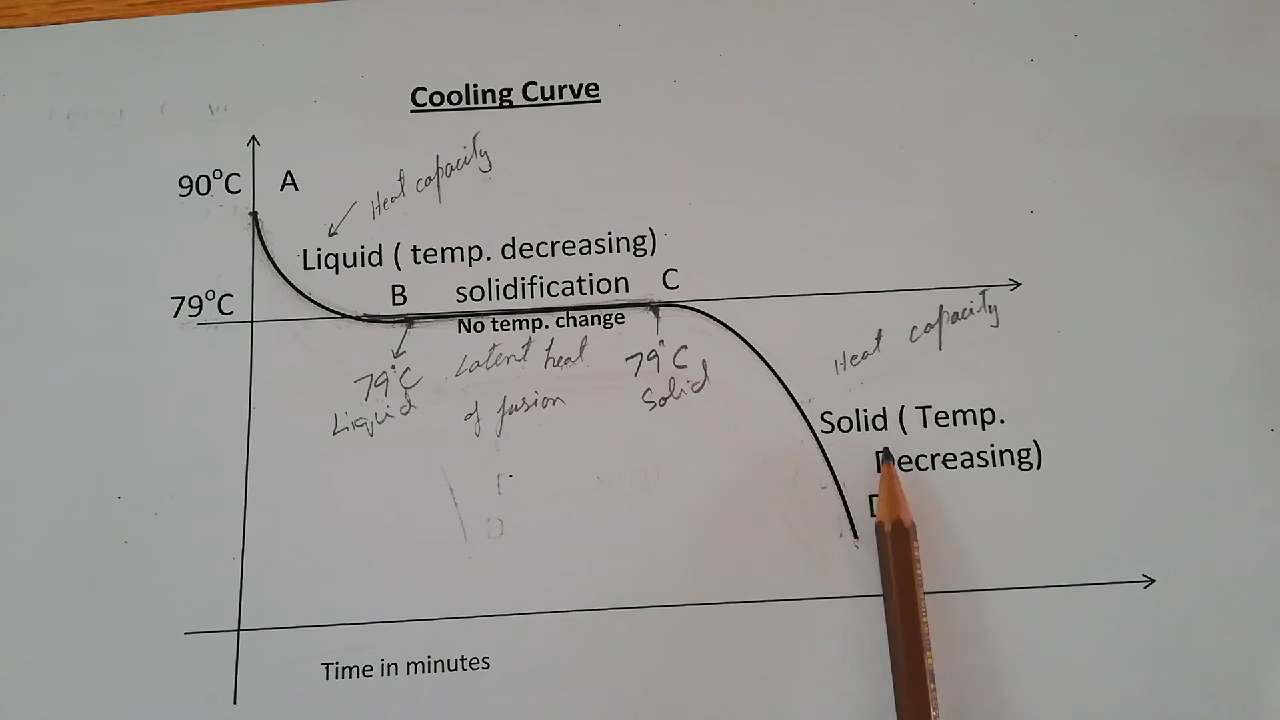 Cooling Curve
90°C A
Heat capacity
Liquid ( temp. decreasing)
79°C B solidification C
No temp. change
79°C Liquid
Latent heat of fusion
79°C Solid
Heat capacity
Solid ( Temp.
Decreasing)
D
Time in minutes